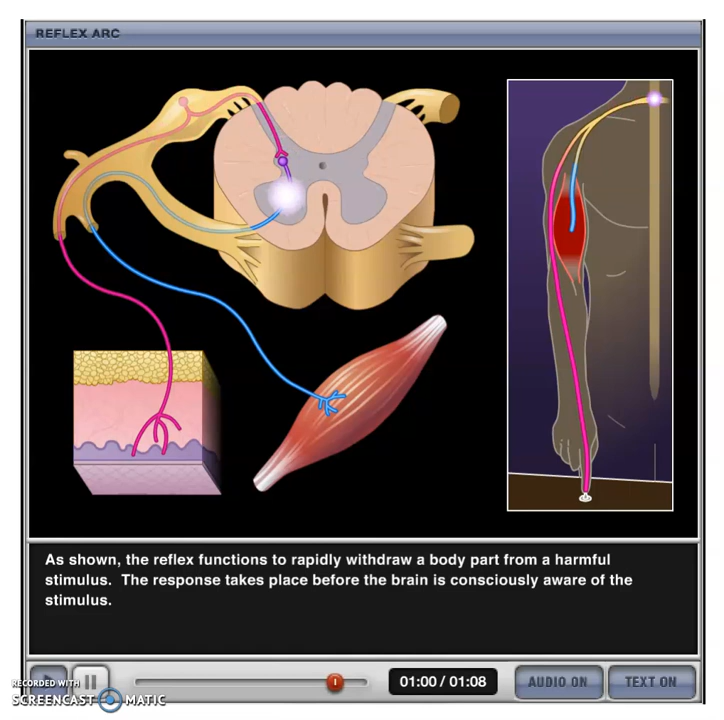 REFLEX ARC
As shown, the reflex functions to rapidly withdraw a body part from a harmful
stimulus.  The response takes place before the brain is consciously aware of the
stimulus.
01:00 / 01:08
AUDIO ON
TEXT ON
RECORDED WITH
SCREENCAST MATIC